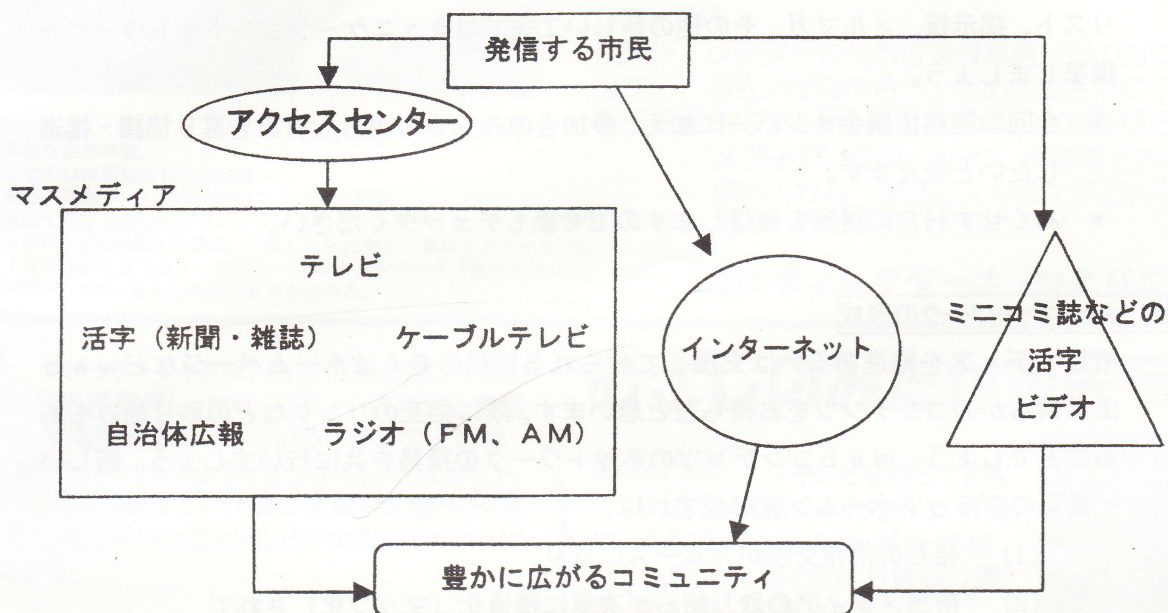 発信する市民
アクセスセンター
マスメディア
テレビ
活字（新聞・雑誌）
ケーブルテレビ
自治体広報
ラジオ（FM、AM）
インターネット
ミニコミ誌などの
活字
ビデオ
豊かに広がるコミュニティ